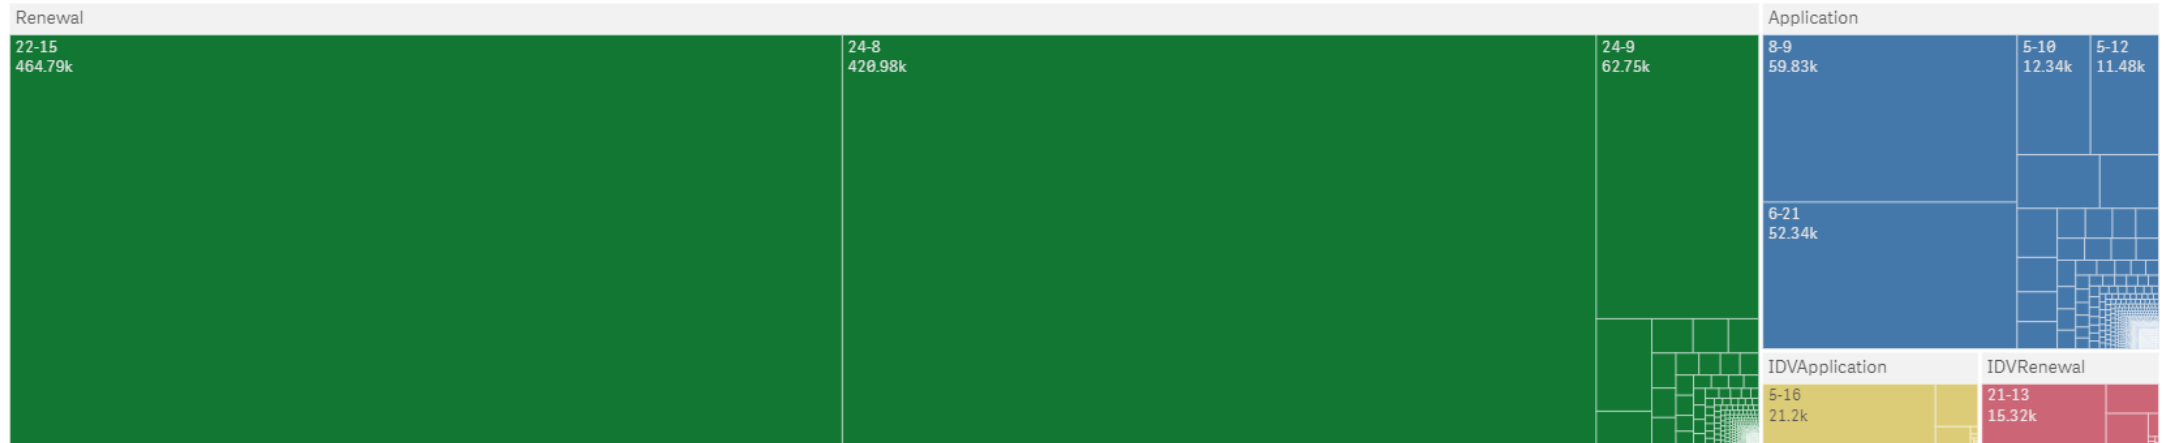 Renewal
22-15
464.79k
24-8
420.98k
24-9
62.75k
Application
8-9
59.83k
5-10
12.34k
5-12
11.48k
6-21
52.34k
IDVApplication
5-16
21.2k
IDVRenewal
21-13
15.32k